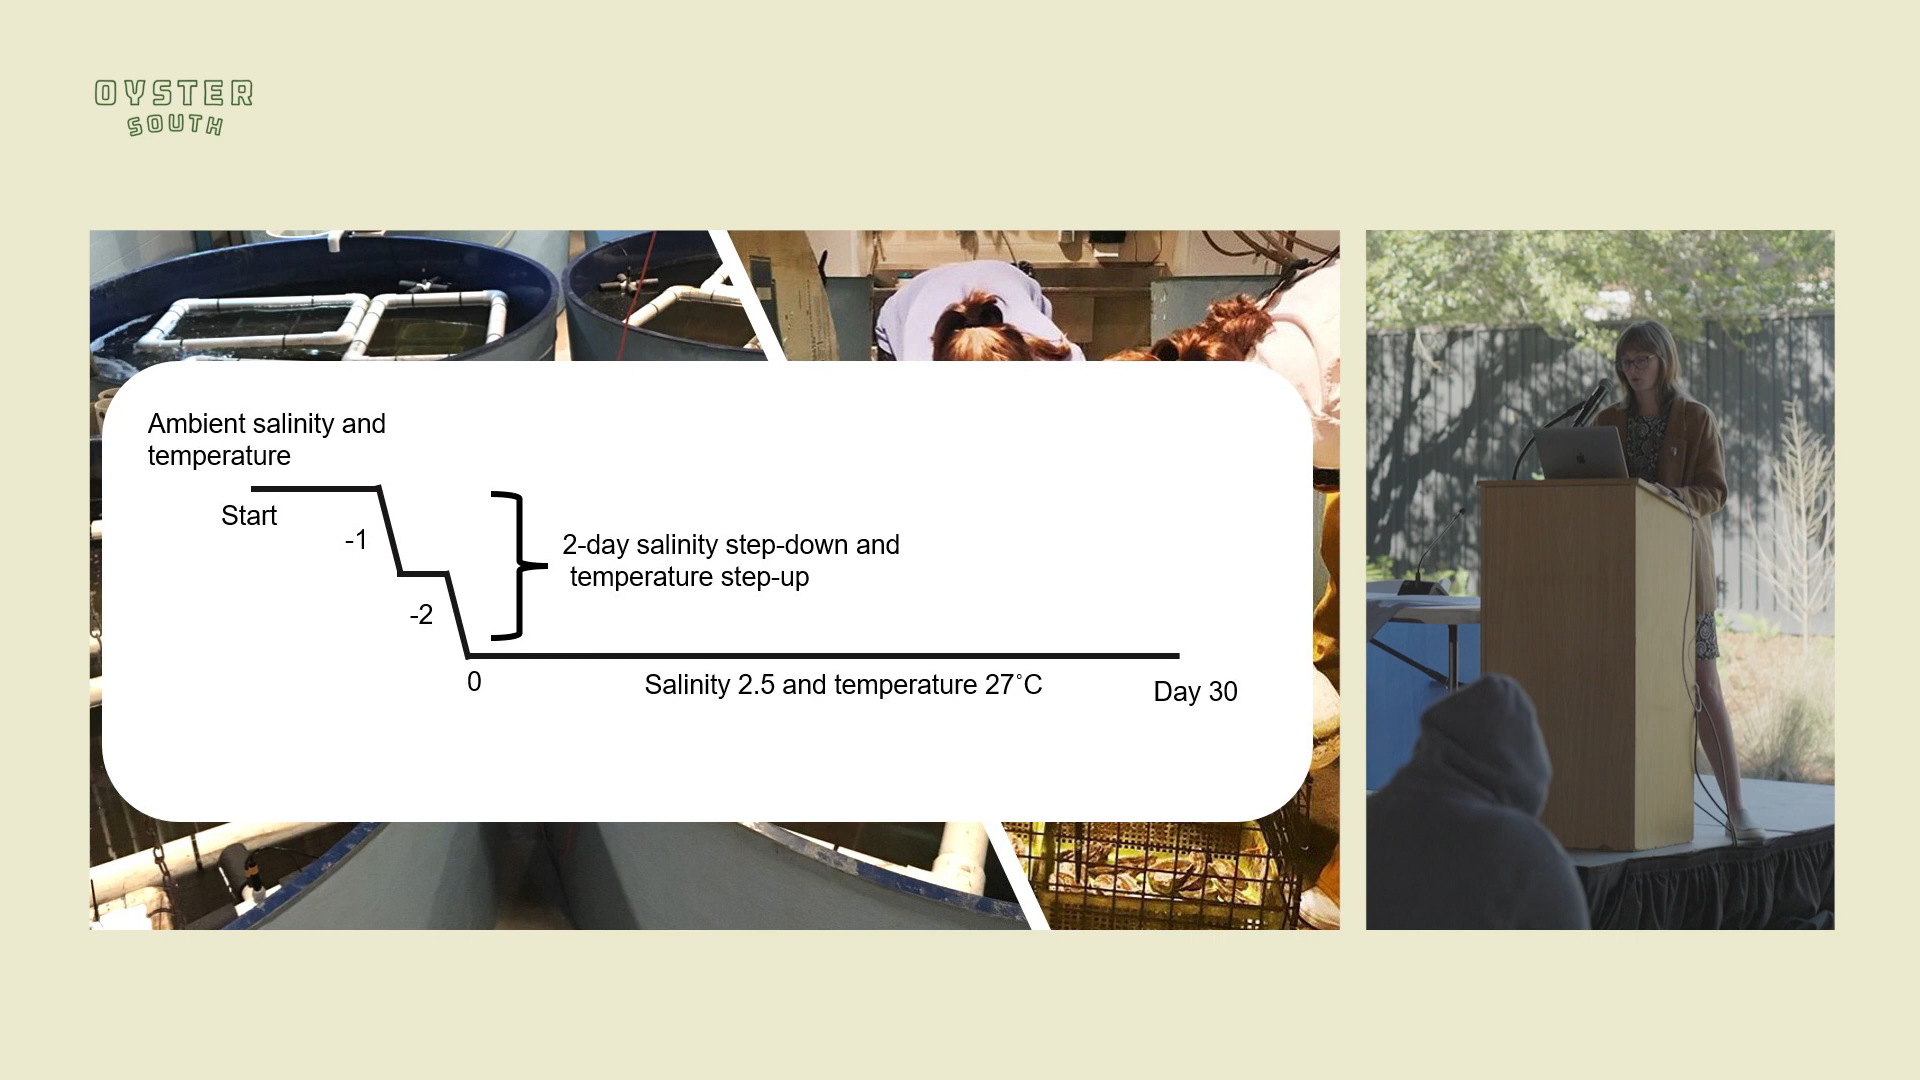 OYSTER
SOUTH
Ambient salinity and
temperature
Start
-1
2-day salinity step-down and
temperature step-up
-2
0
Salinity 2.5 and temperature 27˚C
Day 30